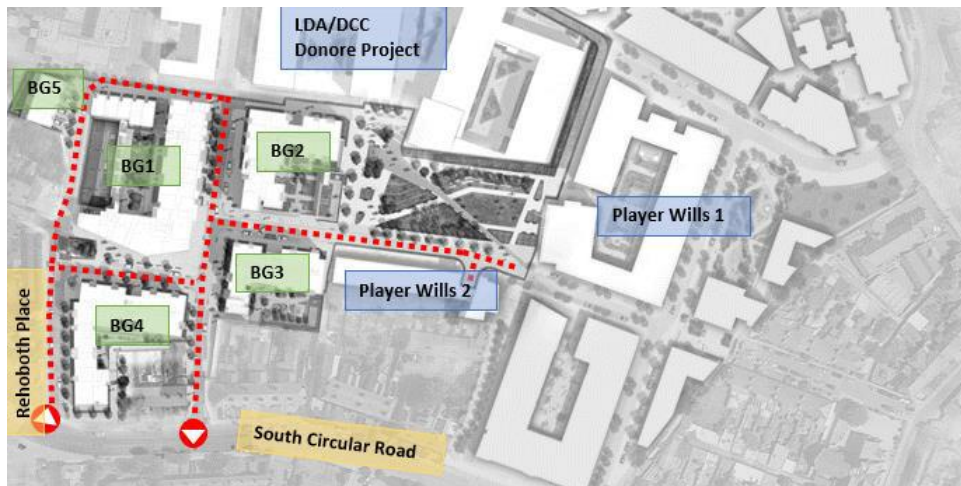 LDA/DCC
Donore Project
BG5
BG1
BG2
Player Wills 1
BG3
Player Wills 2
BG4
Rehoboth Place
South Circular Road